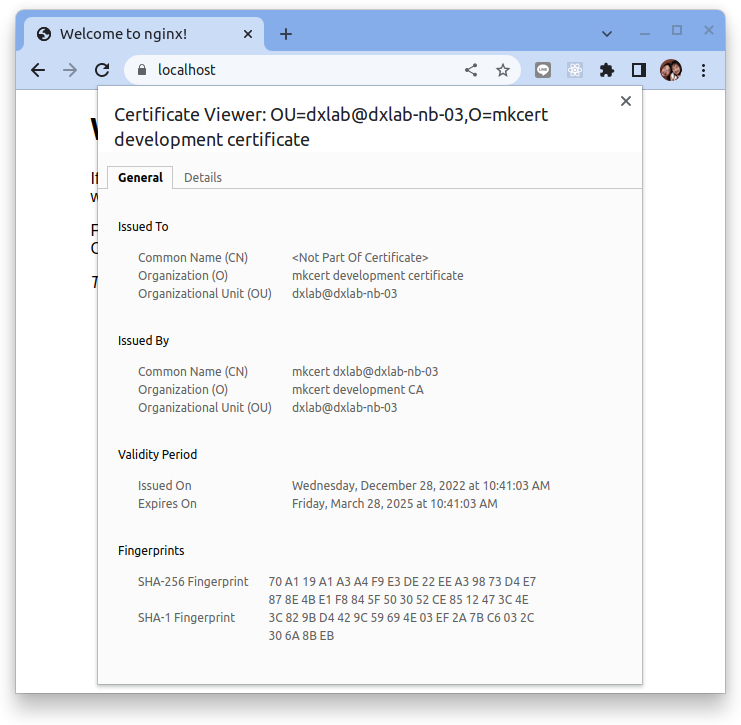 Welcome to nginx!
localhost
Certificate Viewer: OU=dxlab@dxlab-nb-03,O=mkcert
development certificate
General Details
Issued To
Common Name (CN) <Not Part Of Certificate>
Organization (O) mkcert development certificate
Organizational Unit (OU) dxlab@dxlab-nb-03
Issued By
Common Name (CN) mkcert dxlab@dxlab-nb-03
Organization (O) mkcert development CA
Organizational Unit (OU) dxlab@dxlab-nb-03
Validity Period
Issued On Wednesday, December 28, 2022 at 10:41:03 AM
Expires On Friday, March 28, 2025 at 10:41:03 AM
Fingerprints
SHA-256 Fingerprint 70 A1 19 A1 A3 A4 F9 E3 DE 22 EE A3 98 73 D4 E7
87 8E 4B E1 F8 84 5F 50 30 52 CE 85 12 47 3C 4E
SHA-1 Fingerprint 3C 82 9B D4 42 9C 59 69 4E 03 EF 2A 7B C6 03 2C
30 6A 8B EB